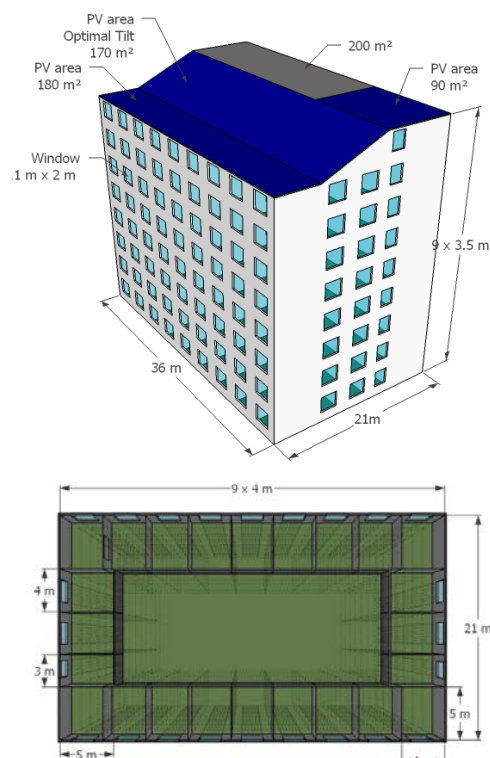 PV area
Optimal Tilt
170 m²
200 m²
PV area
180 m²
PV area
90 m²
Window
.1 m x 2 m
9 x 3.5 m
36 m
21m
9 x 4 m
4 m
21 m
3 m
5 m
5 m